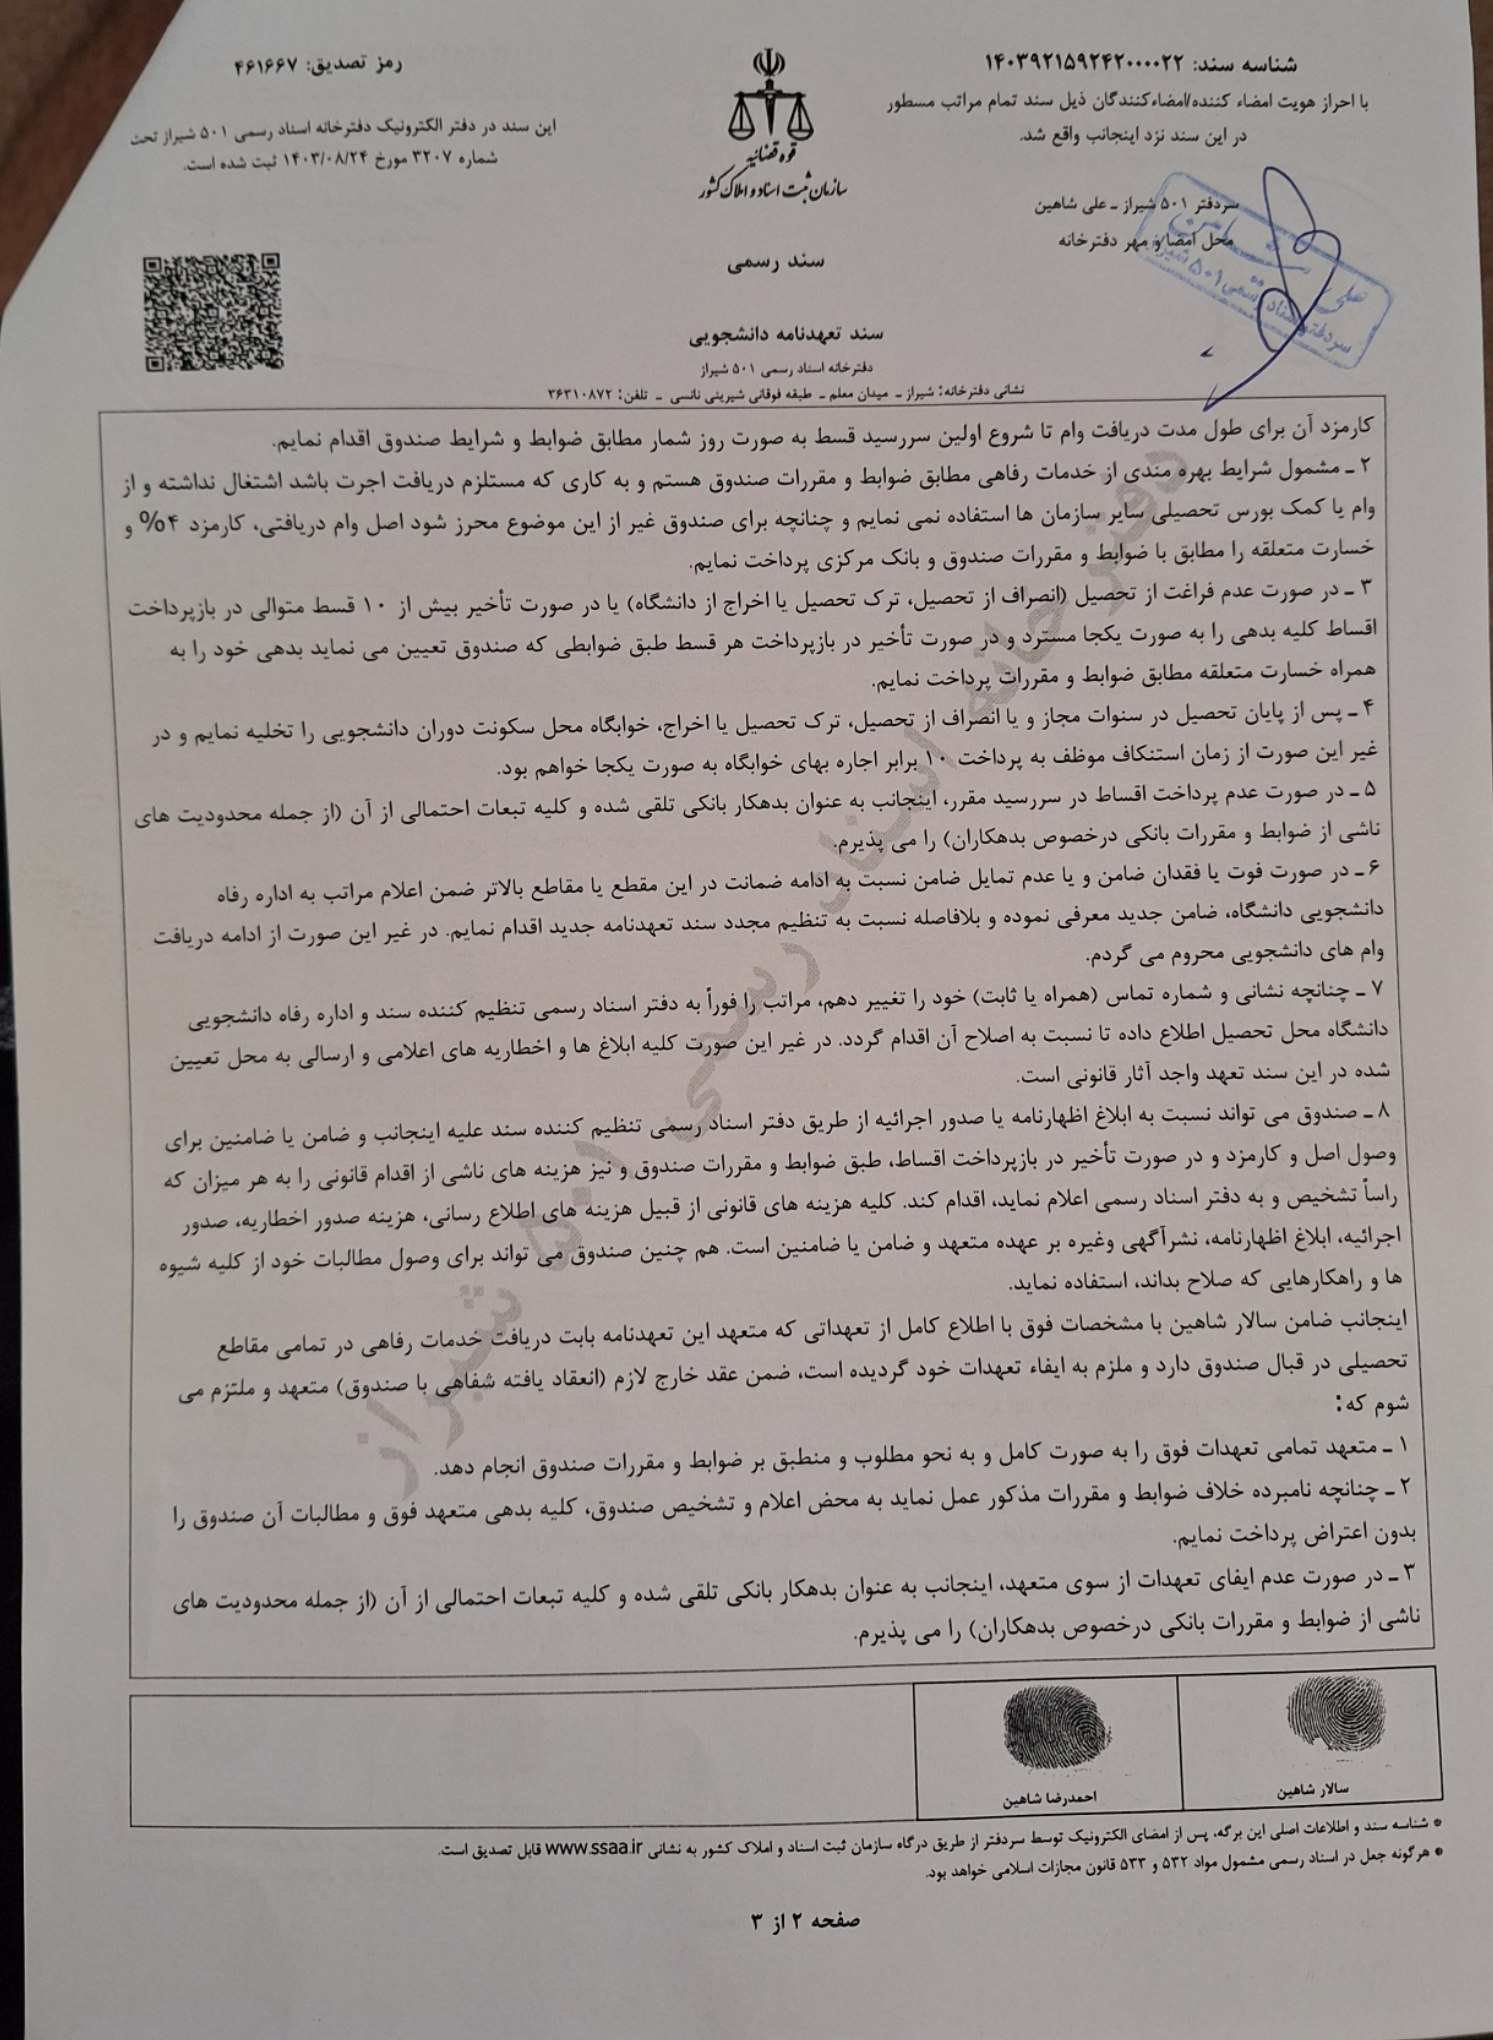 شناسه سند: ۱۴۰۳۹۲۱۵۹۲۴۲۰۰۰۰۲۲
با احراز هویت امضاء کننده/امضاءکنندگان ذیل سند تمام مراتب مسطور
در این سند نزد اینجانب واقع شد.
سردفتر ۵۰۱ شیراز ـ علی شاهین
محل امضا و مهر دفترخانه
قوه قضائیه
سازمان ثبت اسناد و املاک کشور
رمز تصدیق: ۴۶۱۶۶۷
این سند در دفتر الکترونیک دفترخانه اسناد رسمی ۵۰۱ شیراز تحت
شماره ۳۲۰۷ مورخ ۱۴۰۳/۰۸/۲۴ ثبت شده است.
سند رسمی
سند تعهدنامه دانشجویی
دفترخانه اسناد رسمی ۵۰۱ شیراز
نشانی دفترخانه: شیراز ـ میدان معلم ـ طبقه فوقانی شیرینی نانسی ـ تلفن: ۳۶۳۱۰۸۷۲
کارمزد آن برای طول مدت دریافت وام تا شروع اولین سررسید قسط به صورت روز شمار مطابق ضوابط و شرایط صندوق اقدام نمایم.
۲ ـ مشمول شرایط بهره مندی از خدمات رفاهی مطابق ضوابط و مقررات صندوق هستم و به کاری که مستلزم دریافت اجرت باشد اشتغال نداشته و از
وام یا کمک بورس تحصیلی سایر سازمان ها استفاده نمی نمایم و چنانچه برای صندوق غیر از این موضوع محرز شود اصل وام دریافتی، کارمزد ۴% و
خسارت متعلقه را مطابق با ضوابط و مقررات صندوق و بانک مرکزی پرداخت نمایم.
۳ ـ در صورت عدم فراغت از تحصیل (انصراف از تحصیل، ترک تحصیل یا اخراج از دانشگاه) یا در صورت تأخیر بیش از ۱۰ قسط متوالی در بازپرداخت
اقساط کلیه بدهی را به صورت یکجا مسترد و در صورت تأخیر در بازپرداخت هر قسط طبق ضوابطی که صندوق تعیین می نماید بدهی خود را به
همراه خسارت متعلقه مطابق ضوابط و مقررات پرداخت نمایم.
۴ ـ پس از پایان تحصیل در سنوات مجاز و یا انصراف از تحصیل، ترک تحصیل یا اخراج، خوابگاه محل سکونت دوران دانشجویی را تخلیه نمایم و در
غیر این صورت از زمان استنکاف موظف به پرداخت ۱۰ برابر اجاره بهای خوابگاه به صورت یکجا خواهم بود.
۵ ـ در صورت عدم پرداخت اقساط در سررسید مقرر، اینجانب به عنوان بدهکار بانکی تلقی شده و کلیه تبعات احتمالی از آن (از جمله محدودیت های
ناشی از ضوابط و مقررات بانکی درخصوص بدهکاران) را می پذیرم.
۶ ـ در صورت فوت یا فقدان ضامن و یا عدم تمایل ضامن نسبت به ادامه ضمانت در این مقطع یا مقاطع بالاتر ضمن اعلام مراتب به اداره رفاه
دانشجویی دانشگاه، ضامن جدید معرفی نموده و بلافاصله نسبت به تنظیم مجدد سند تعهدنامه جدید اقدام نمایم. در غیر این صورت از ادامه دریافت
وام های دانشجویی محروم می گردم.
۷ ـ چنانچه نشانی و شماره تماس (همراه یا ثابت) خود را تغییر دهم، مراتب را فوراً به دفتر اسناد رسمی تنظیم کننده سند و اداره رفاه دانشجویی
دانشگاه محل تحصیل اطلاع داده تا نسبت به اصلاح آن اقدام گردد. در غیر این صورت کلیه ابلاغ ها و اخطاریه های اعلامی و ارسالی به محل تعیین
شده در این سند تعهد واجد آثار قانونی است.
۸ ـ صندوق می تواند نسبت به ابلاغ اظهارنامه یا صدور اجرائیه از طریق دفتر اسناد رسمی تنظیم کننده سند علیه اینجانب و ضامن یا ضامنین برای
وصول اصل و کارمزد و در صورت تأخیر در بازپرداخت اقساط، طبق ضوابط و مقررات صندوق و نیز هزینه های ناشی از اقدام قانونی را به هر میزان که
راساً تشخیص و به دفتر اسناد رسمی اعلام نماید، اقدام کند. کلیه هزینه های قانونی از قبیل هزینه های اطلاع رسانی، هزینه صدور اخطاریه، صدور
اجرائیه، ابلاغ اظهارنامه، نشرآگهی وغیره بر عهده متعهد و ضامن یا ضامنین است. هم چنین صندوق می تواند برای وصول مطالبات خود از کلیه شیوه
ها و راهکارهایی که صلاح بداند، استفاده نماید.
اینجانب ضامن سالار شاهین با مشخصات فوق با اطلاع کامل از تعهداتی که متعهد این تعهدنامه بابت دریافت خدمات رفاهی در تمامی مقاطع
تحصیلی در قبال صندوق دارد و ملزم به ایفاء تعهدات خود گردیده است، ضمن عقد خارج لازم (انعقاد یافته شفاهی با صندوق) متعهد و ملتزم می
شوم که:
۱ ـ متعهد تمامی تعهدات فوق را به صورت کامل و به نحو مطلوب و منطبق بر ضوابط و مقررات صندوق انجام دهد.
۲ ـ چنانچه نامبرده خلاف ضوابط و مقررات مذکور عمل نماید به محض اعلام و تشخیص صندوق، کلیه بدهی متعهد فوق و مطالبات آن صندوق را
بدون اعتراض پرداخت نمایم.
۳ ـ در صورت عدم ایفای تعهدات از سوی متعهد، اینجانب به عنوان بدهکار بانکی تلقی شده و کلیه تبعات احتمالی از آن (از جمله محدودیت های
ناشی از ضوابط و مقررات بانکی درخصوص بدهکاران) را می پذیرم.
دفترخانه اسناد رسمی ۵۰۱ شیراز
سالار شاهین
احمدرضا شاهین
* شناسه سند و اطلاعات اصلی این برگه، پس از امضای الکترونیک توسط سردفتر از طریق درگاه سازمان ثبت اسناد و املاک کشور به نشانی www.ssaa.ir قابل تصدیق است.
* هرگونه جعل در اسناد رسمی مشمول مواد ۵۳۲ و ۵۳۳ قانون مجازات اسلامی خواهد بود.
صفحه ۲ از ۳